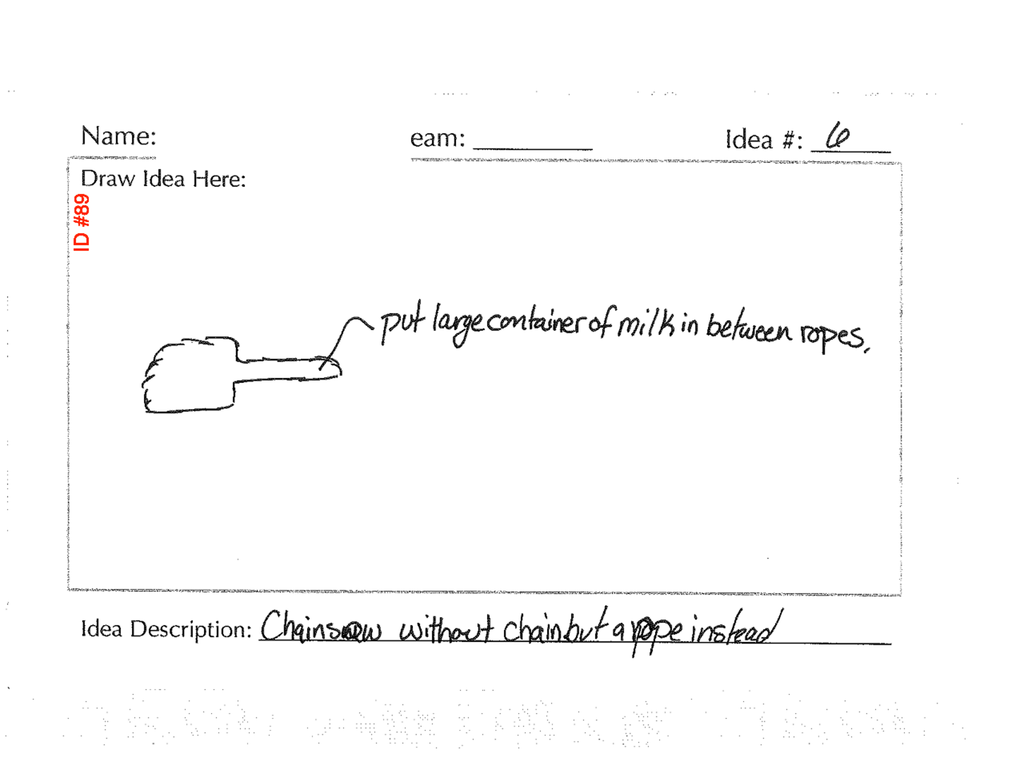 Name: eam: Idea #: 6
Draw Idea Here:
ID #89
put large container of milk in between ropes.
Idea Description: Chainsaw without chain but a rope instead